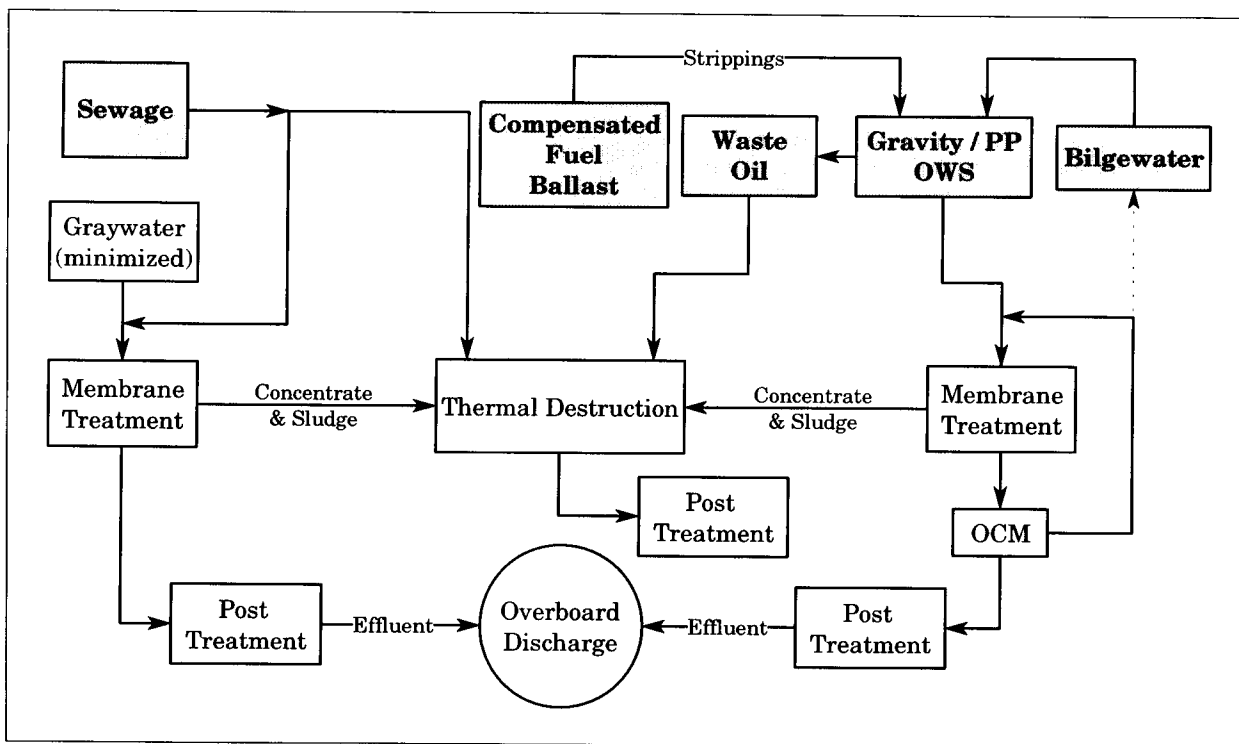 Strippings
Sewage
Compensated
Fuel
Ballast
Waste
Oil
Gravity / PP
OWS
Bilgewater
Graywater
(minimized)
Membrane
Treatment
Concentrate
& Sludge
Thermal Destruction
Concentrate
& Sludge
Membrane
Treatment
Post
Treatment
OCM
Post
Treatment
Effluent
Overboard
Discharge
Effluent
Post
Treatment